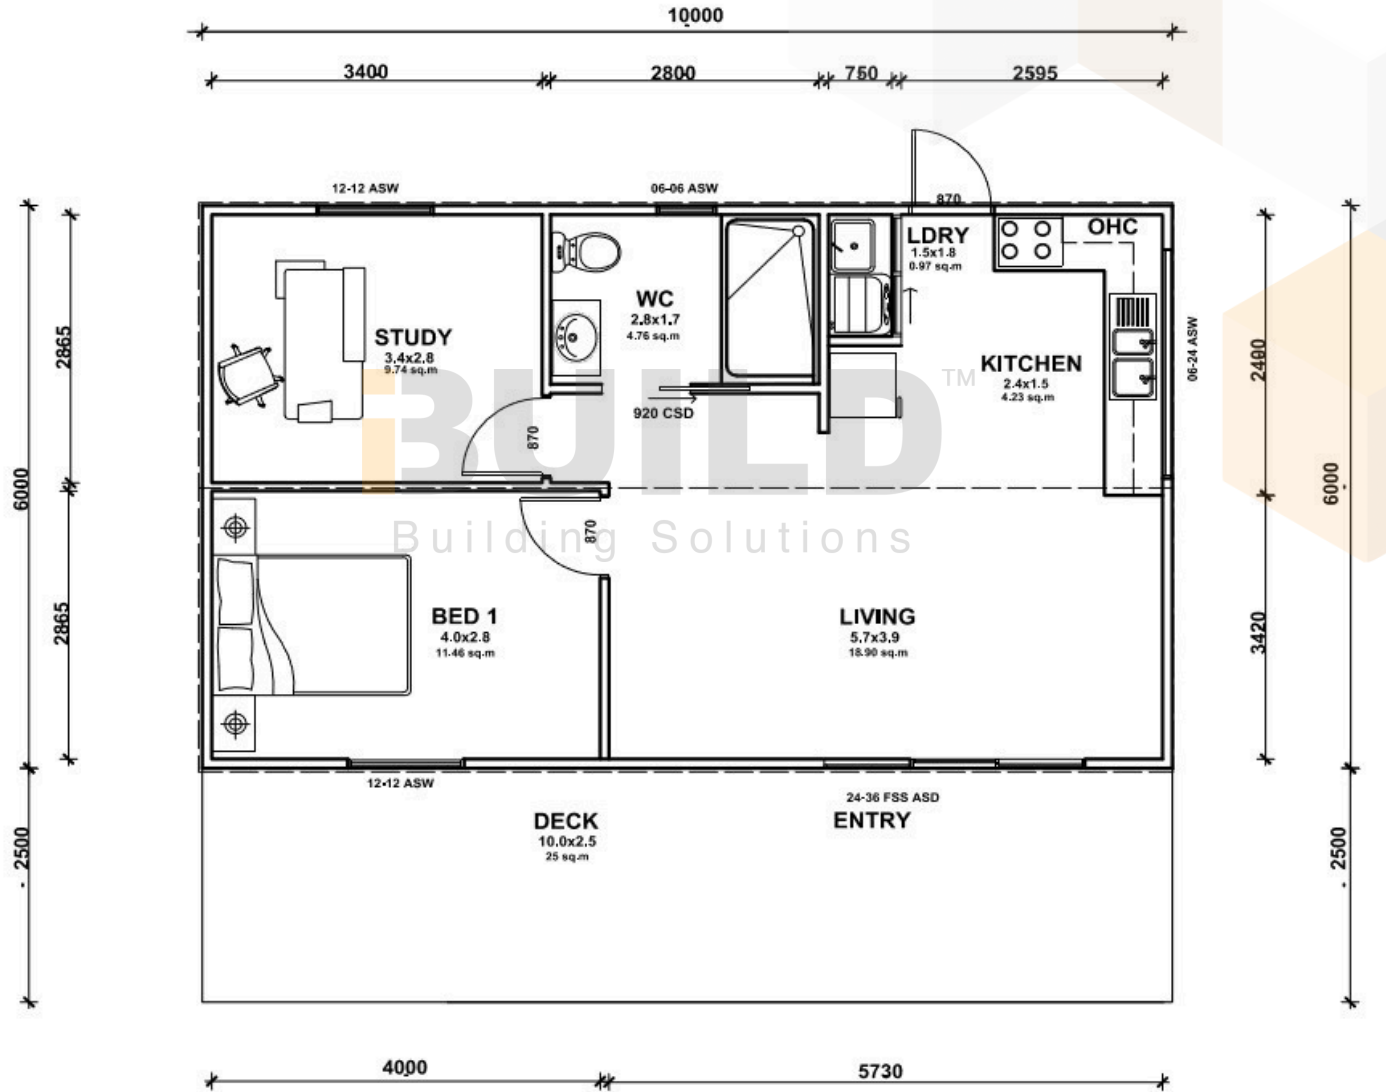 10000
3400
2800
750
2595
12-12 ASW
06-06 ASW
870
OHC
LDRY
1.5x1.8
0.97 sq.m
WC
2.8x1.7
4.76 sq.m
STUDY
3.4x2.8
9.74 sq.m
KITCHEN
2.4x1.5
4.23 sq.m
06-24 ASW
2865
2400
iBUILD™
Building Solutions
920 CSD
870
870
6000
6000
BED 1
4.0x2.8
11.46 sq.m
LIVING
5.7x3.9
18.90 sq.m
2865
3420
12-12 ASW
24-36 FSS ASD
DECK
10.0x2.5
25 sq.m
ENTRY
2500
2500
4000
5730